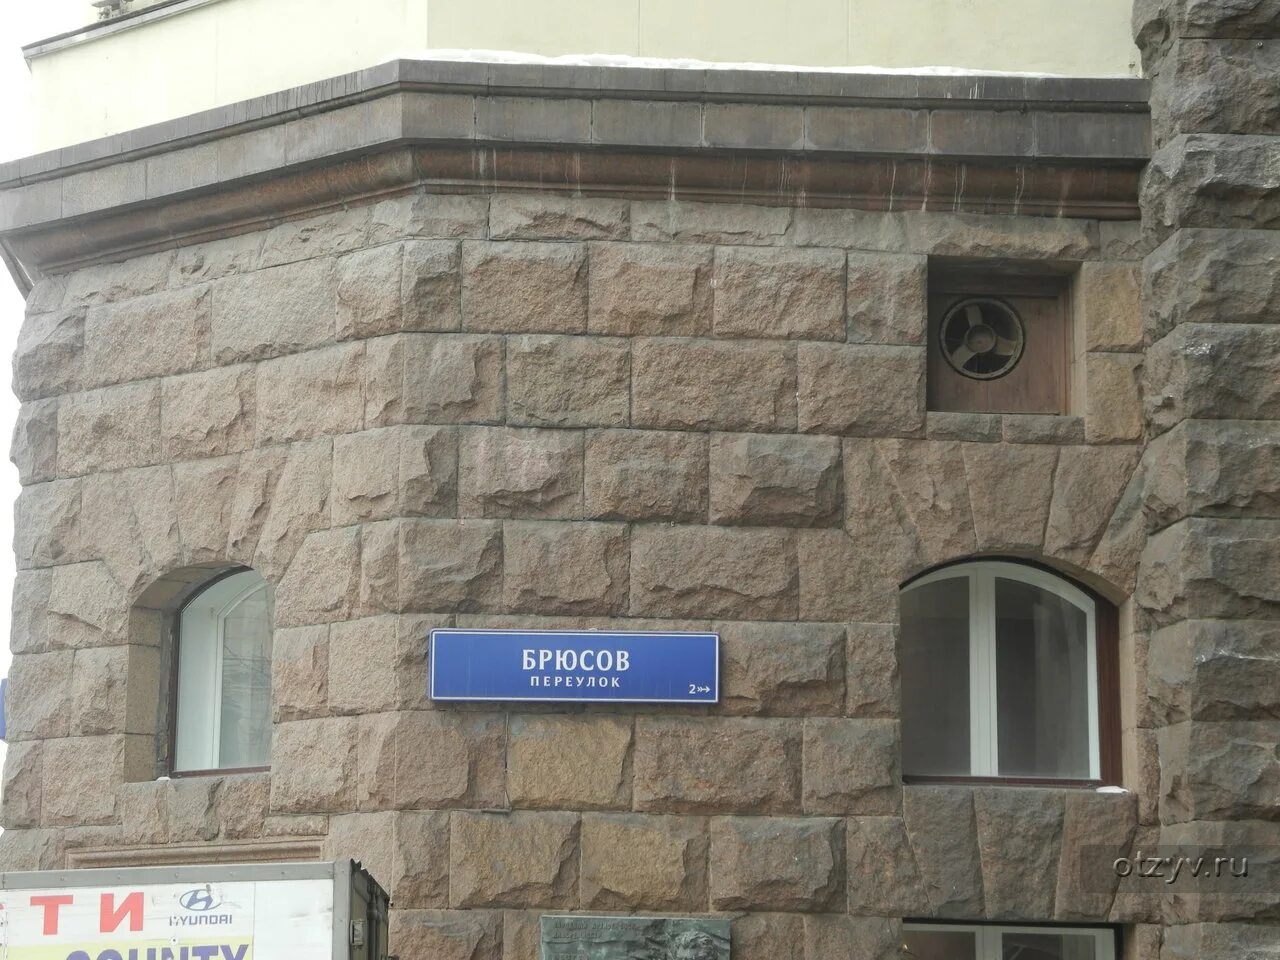 БРЮСОВ
ПЕРЕУЛОК
2
ТИ
HYUNDAI
COUNTY
otzyv.ru